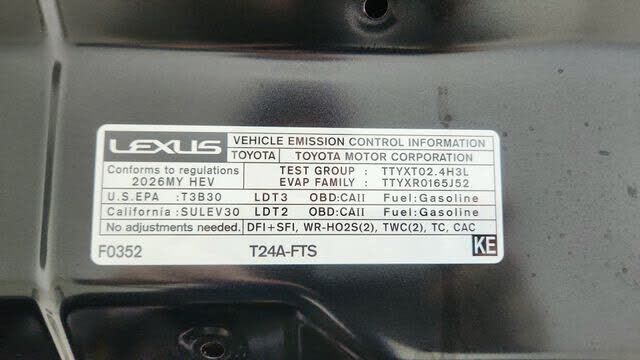 LEXUS VEHICLE EMISSION CONTROL INFORMATION
TOYOTA TOYOTA MOTOR CORPORATION
Conforms to regulations TEST GROUP : TTYXT02.4H3L
2026MY HEV EVAP FAMILY : TTYXR0165J52
U.S.EPA :T3B30 LDT3 OBD:CAII Fuel:Gasoline
California :SULEV30 LDT2 OBD:CAII Fuel:Gasoline
No adjustments needed. DFI+SFI, WR-HO2S(2), TWC(2), TC, CAC
F0352 T24A-FTS KE